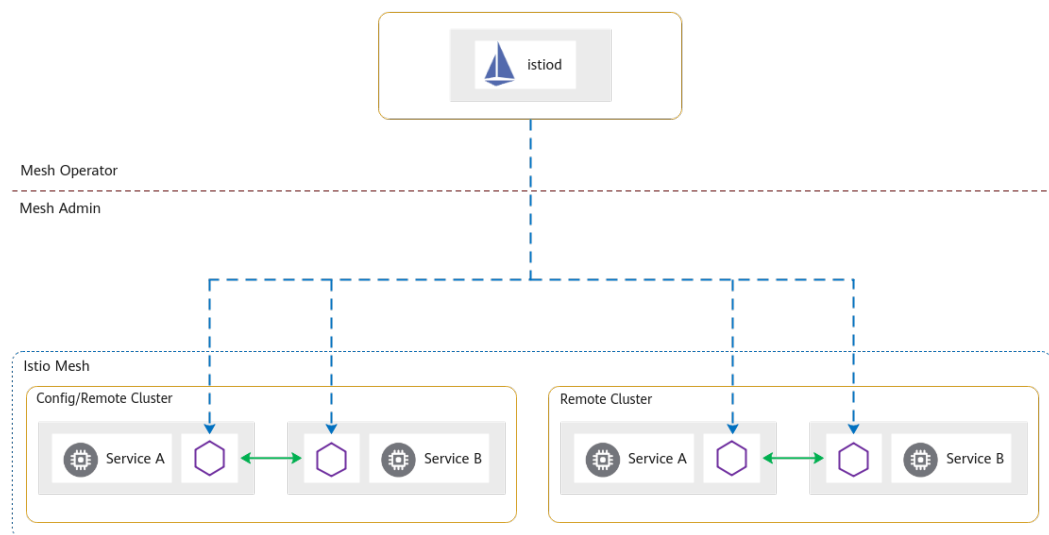 istiod
Mesh Operator
Mesh Admin
Istio Mesh
Config/Remote Cluster
Remote Cluster
Service A
Service B
Service A
Service B